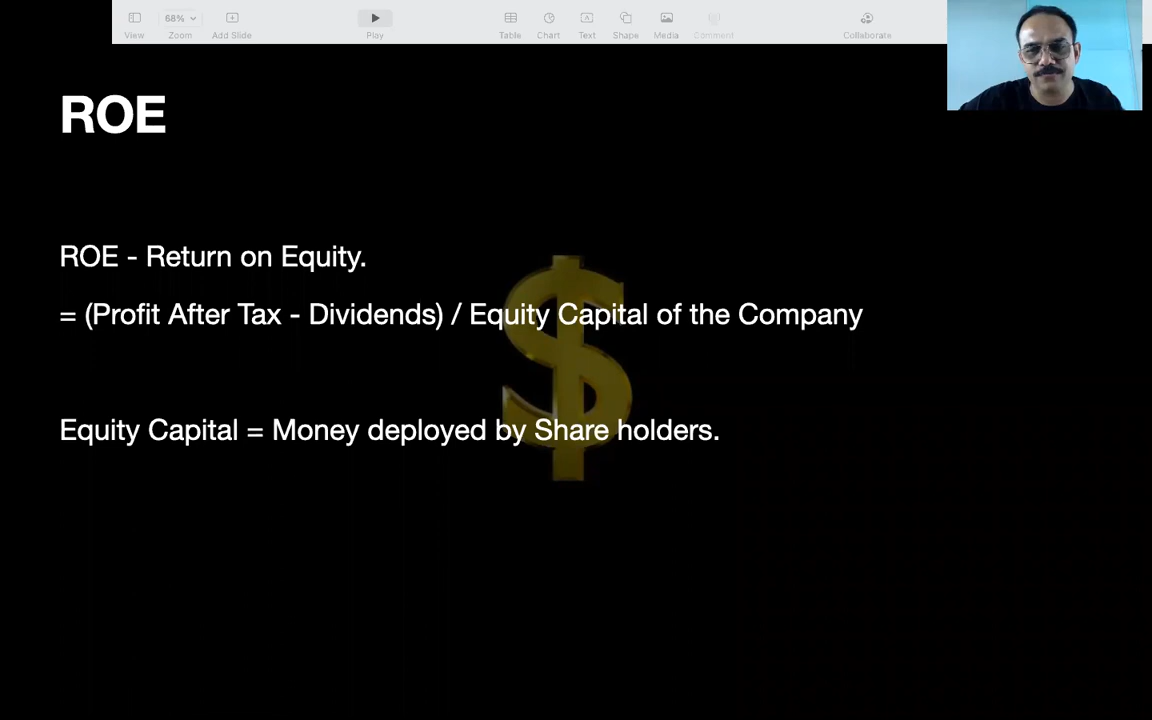 68%
View
Zoom
Add Slide
Play
Table
Chart
Text
Shape
Media
Comment
Collaborate
ROE
ROE - Return on Equity.
= (Profit After Tax - Dividends) / Equity Capital of the Company
Equity Capital = Money deployed by Share holders.